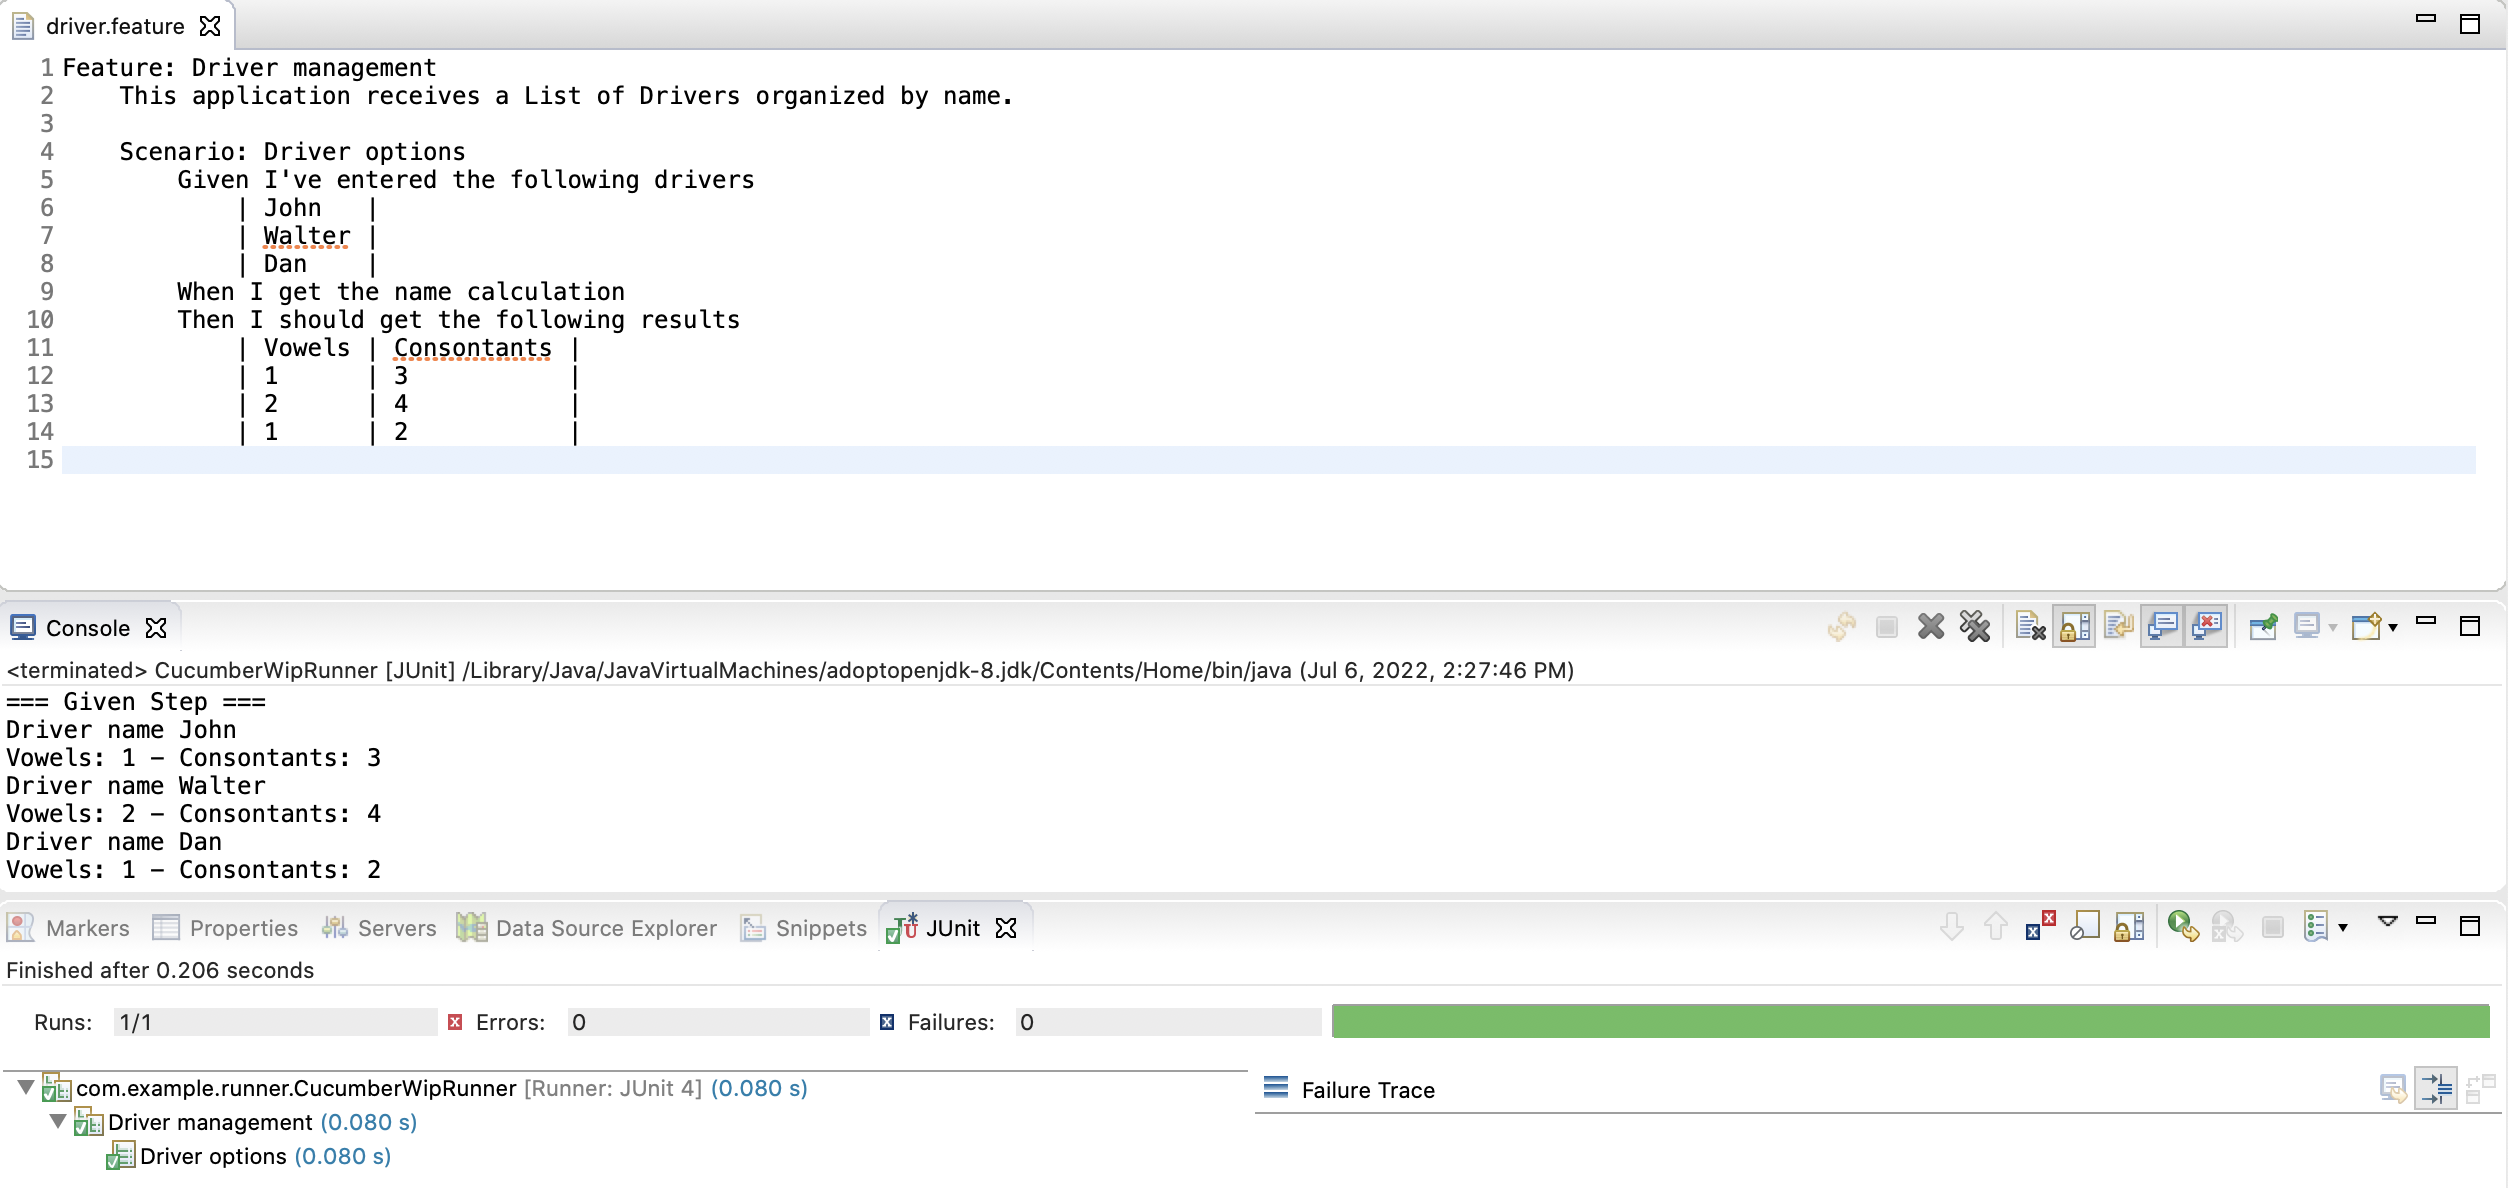 driver.feature
1 Feature: Driver management
2 This application receives a List of Drivers organized by name.
3
4 Scenario: Driver options
5 Given I've entered the following drivers
6 | John |
7 | Walter |
8 | Dan |
9 When I get the name calculation
10 Then I should get the following results
11 | Vowels | Consontants |
12 | 1 | 3 |
13 | 2 | 4 |
14 | 1 | 2 |
15
Console
<terminated> CucumberWipRunner [JUnit] /Library/Java/JavaVirtualMachines/adoptopenjdk-8.jdk/Contents/Home/bin/java (Jul 6, 2022, 2:27:46 PM)
=== Given Step ===
Driver name John
Vowels: 1 – Consontants: 3
Driver name Walter
Vowels: 2 – Consontants: 4
Driver name Dan
Vowels: 1 – Consontants: 2
Markers Properties Servers Data Source Explorer Snippets JUnit
Finished after 0.206 seconds
Runs: 1/1 Errors: 0 Failures: 0
com.example.runner.CucumberWipRunner [Runner: JUnit 4] (0.080 s)
Failure Trace
Driver management (0.080 s)
Driver options (0.080 s)